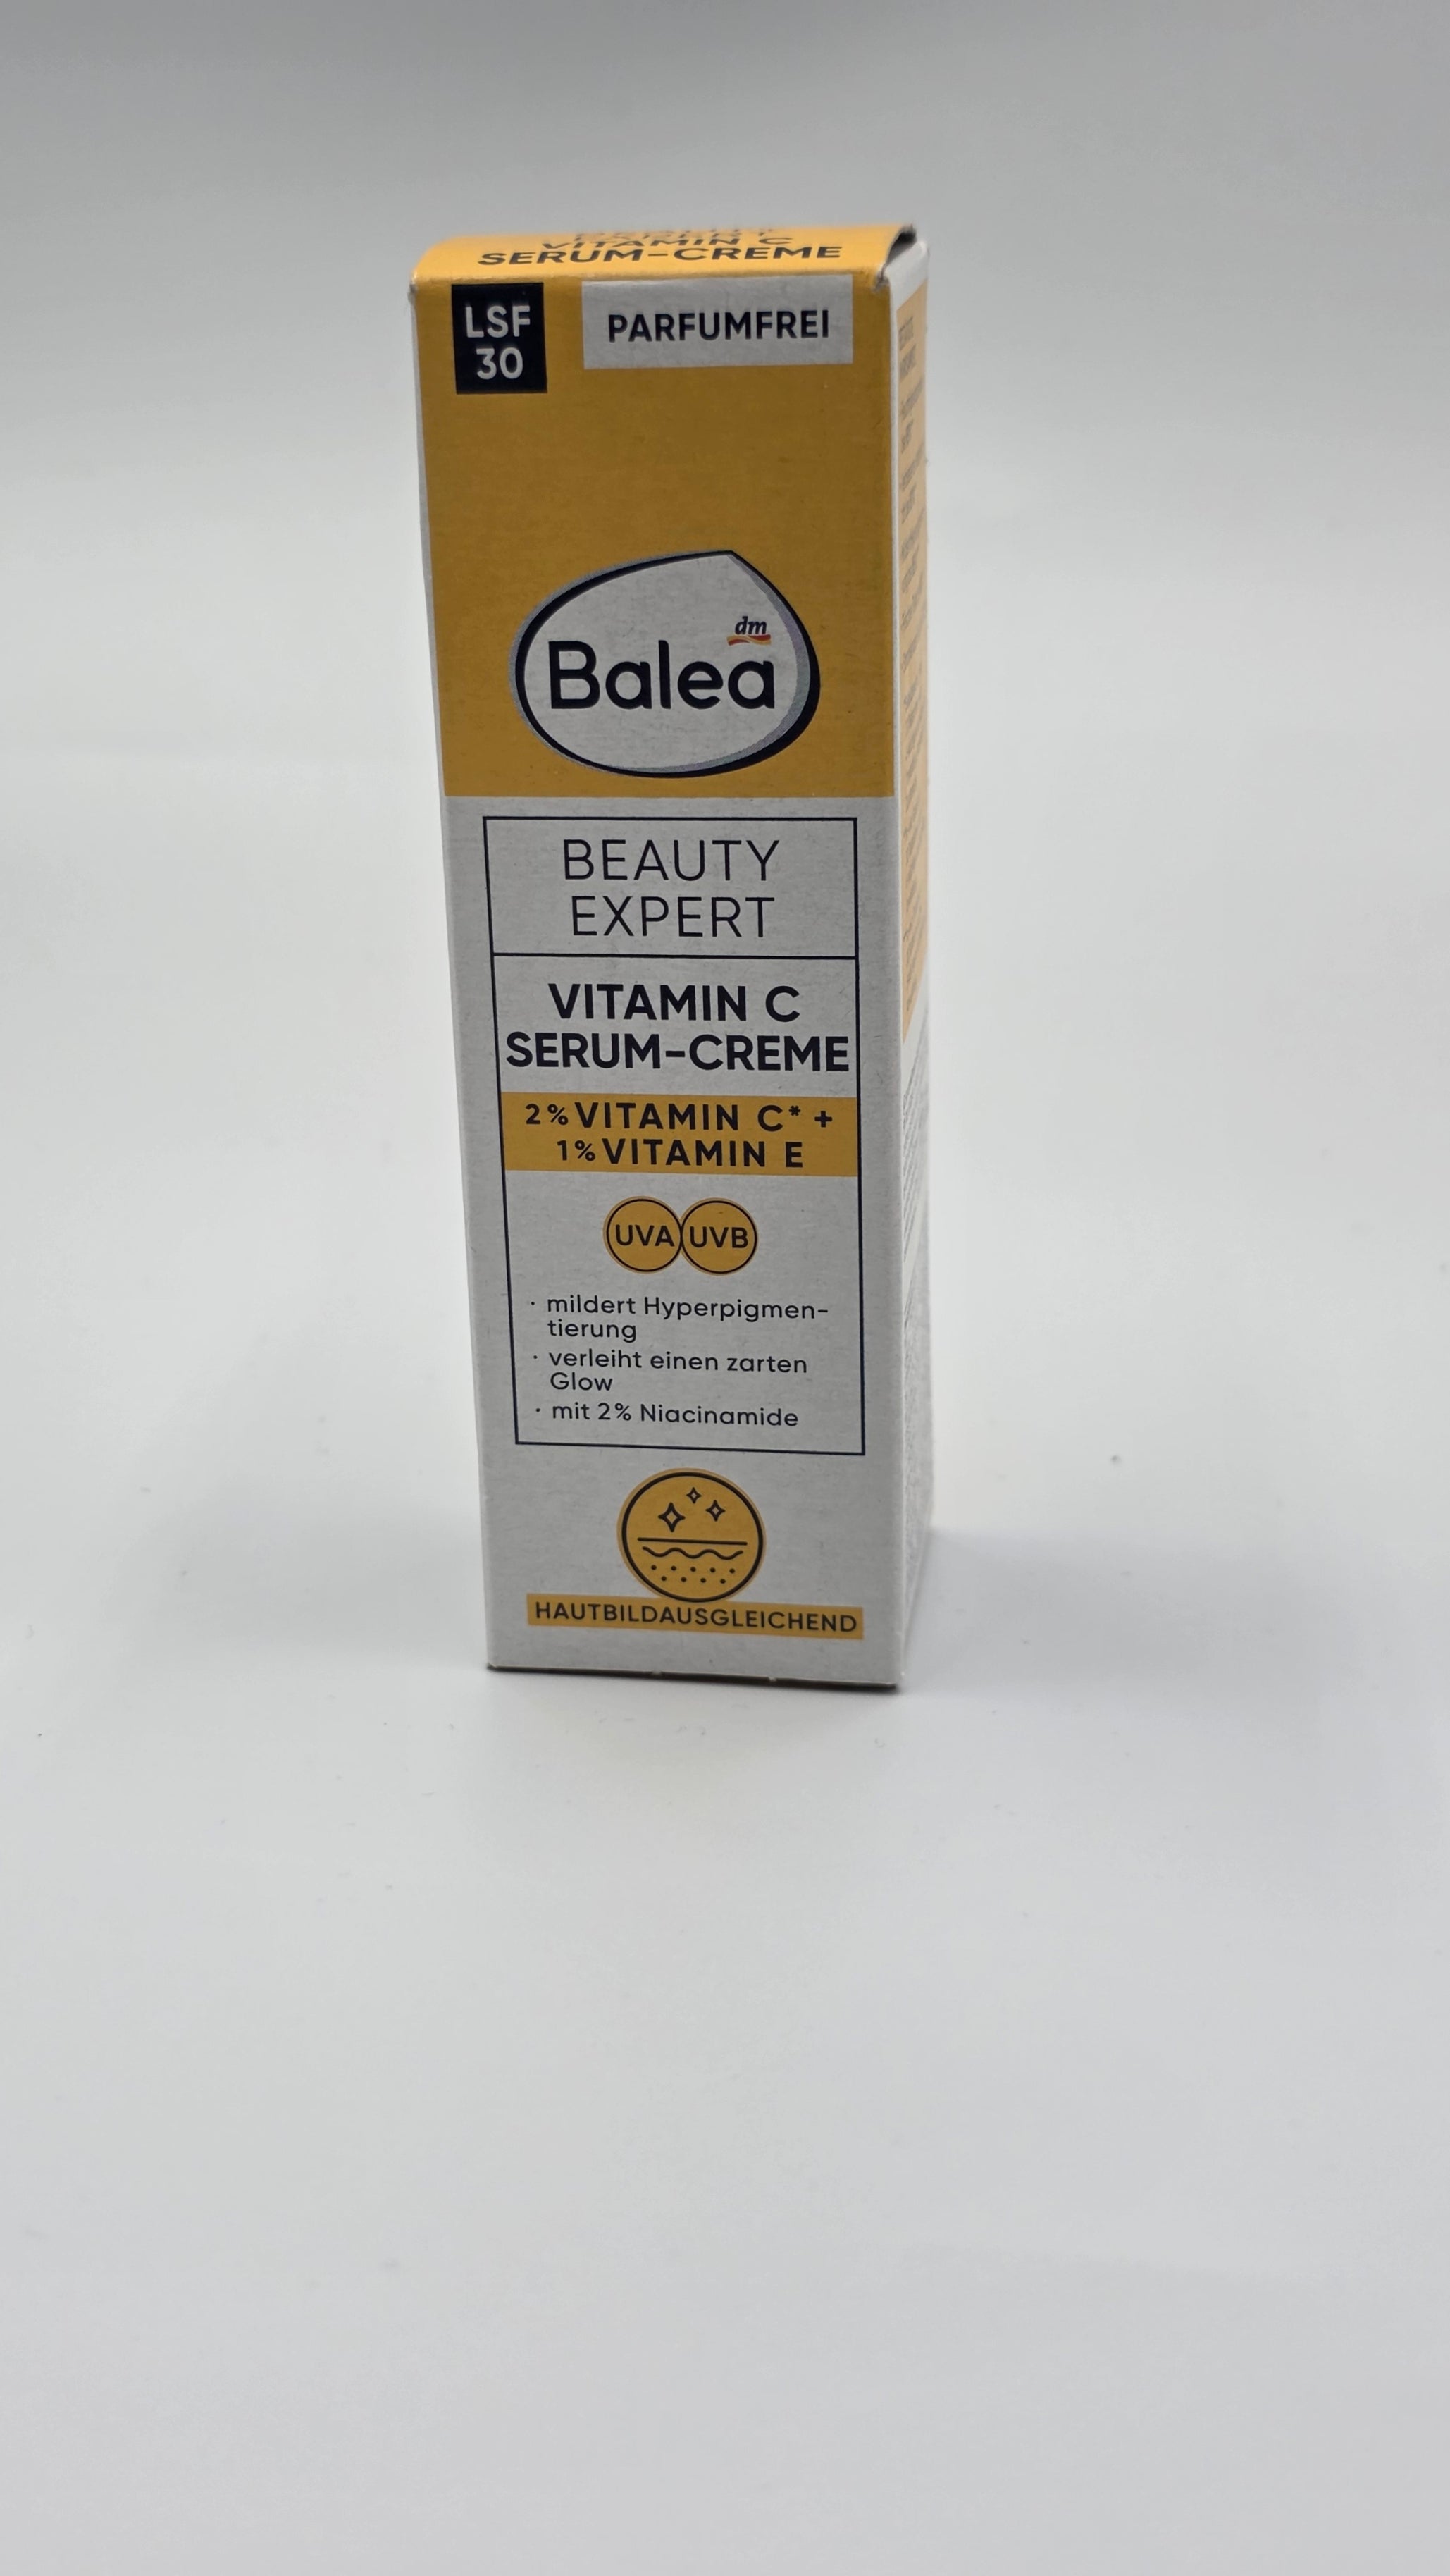 VITAMIN C
SERUM-CREME
LSF
30
PARFUMFREI
dm
Balea
BEAUTY
EXPERT
VITAMIN C
SERUM-CREME
2% VITAMIN C* +
1% VITAMIN E
UVA UVB
· mildert Hyperpigmen-
tierung
· verleiht einen zarten
Glow
· mit 2% Niacinamide
HAUTBILDAUSGLEICHEND